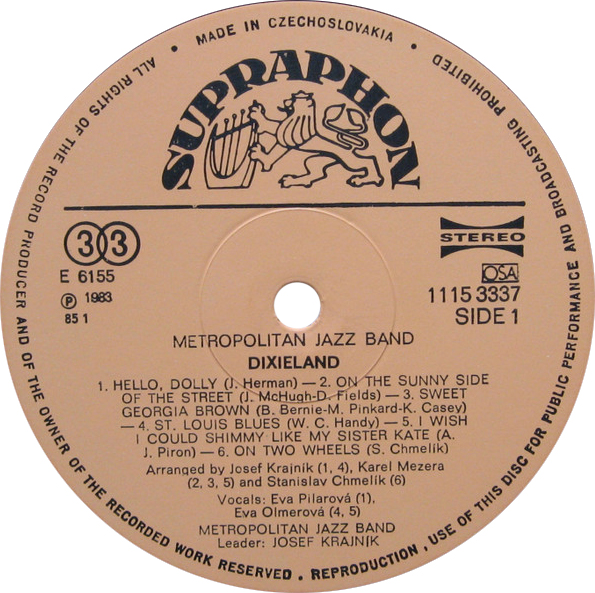 • MADE IN CZECHOSLOVAKIA •
ALL RIGHTS OF THE RECORD PRODUCER AND OF THE OWNER OF THE RECORDED WORK RESERVED . REPRODUCTION , USE OF THIS DISC FOR PUBLIC PERFORMANCE AND BROADCASTING PROHIBITED
SUPRAPHON
33
STEREO
E 6155
OSA
Ⓟ 1983
1115 3337
85 1
SIDE 1
METROPOLITAN JAZZ BAND
DIXIELAND
1. HELLO, DOLLY (J. Herman) — 2. ON THE SUNNY SIDE
OF THE STREET (J. McHugh-D. Fields) — 3. SWEET
GEORGIA BROWN (B. Bernie-M. Pinkard-K. Casey)
— 4. ST. LOUIS BLUES (W. C. Handy) — 5. I WISH
I COULD SHIMMY LIKE MY SISTER KATE (A.
J. Piron) — 6. ON TWO WHEELS (S. Chmelík)
Arranged by Josef Krajník (1, 4), Karel Mezera
(2, 3, 5) and Stanislav Chmelík (6)
Vocals: Eva Pilarová (1),
Eva Olmerová (4, 5)
METROPOLITAN JAZZ BAND
Leader: JOSEF KRAJNÍK